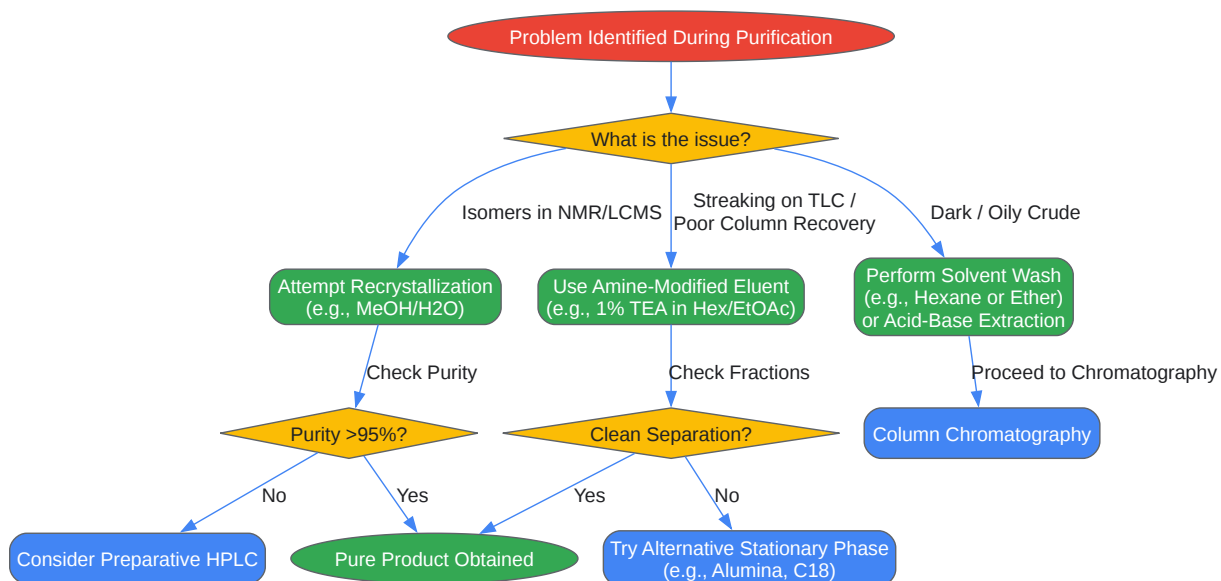 Problem Identified During Purification
What is the issue?
Isomers in NMR/LCMS
Streaking on TLC /
Poor Column Recovery
Dark / Oily Crude
Attempt Recrystallization
(e.g., MeOH/H2O)
Use Amine-Modified Eluent
(e.g., 1% TEA in Hex/EtOAc)
Perform Solvent Wash
(e.g., Hexane or Ether)
or Acid-Base Extraction
Check Purity
Check Fractions
Proceed to Chromatography
Purity >95%?
Clean Separation?
Column Chromatography
No
Yes
Yes
No
Consider Preparative HPLC
Pure Product Obtained
Try Alternative Stationary Phase
(e.g., Alumina, C18)